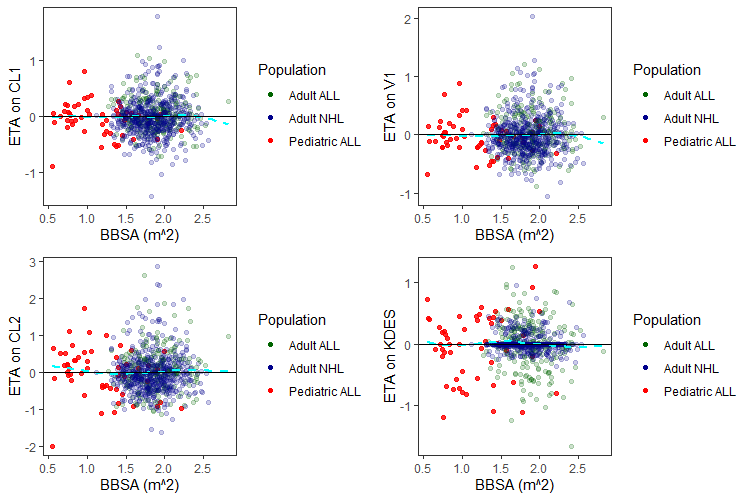 ETA on CL1
1
0
-1
0.5 1.0 1.5 2.0 2.5
BBSA (m^2)
Population
Adult ALL
Adult NHL
Pediatric ALL
ETA on V1
2
1
0
-1
0.5 1.0 1.5 2.0 2.5
BBSA (m^2)
Population
Adult ALL
Adult NHL
Pediatric ALL
ETA on CL2
3
2
1
0
-1
-2
0.5 1.0 1.5 2.0 2.5
BBSA (m^2)
Population
Adult ALL
Adult NHL
Pediatric ALL
ETA on KDES
1
0
-1
0.5 1.0 1.5 2.0 2.5
BBSA (m^2)
Population
Adult ALL
Adult NHL
Pediatric ALL